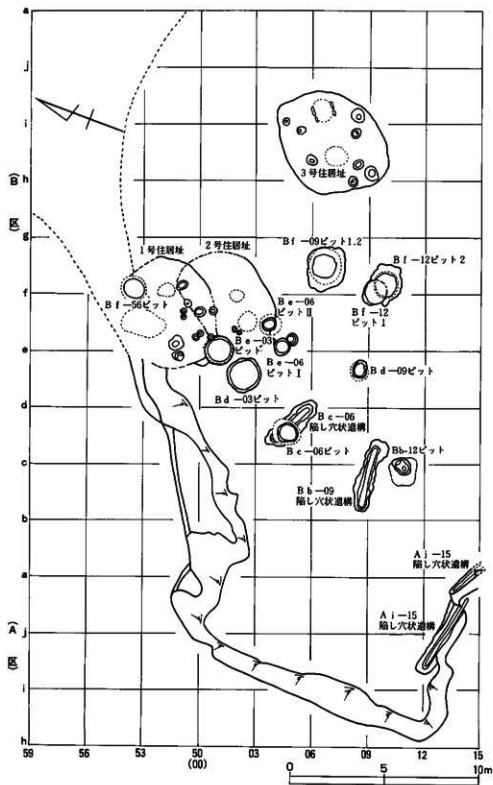 a
j
i
h
g
f
e
d
c
b
a
j
i
h
(B区)
(A区)
3号住居址
1号住居址
2号住居址
Bf-09ピット1.2
Bf-12
ピット2
Bf-56ピット
Be-06
ピットⅡ
Bf-12
ピット1
Be-03
ピット
Be-06
ピットⅠ
Bd-09ピット
Bd-03ピット
Bc-06
陥し穴状遺構
Bc-06ピット
Bb-12ピット
Bb-09
陥し穴状遺構
Aj-15
陥し穴状遺構
Ai-15
陥し穴状遺構
59 56 53 50 03 06 09 12 15
(00)
0 5 10m